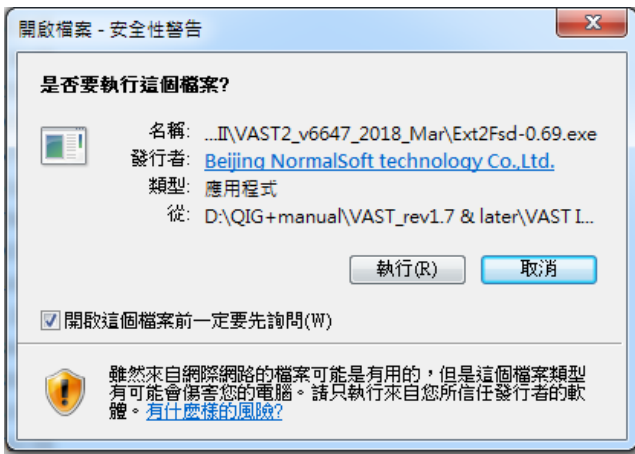 開啟檔案 - 安全性警告
是否要執行這個檔案?
名稱: ...II\VAST2_v6647_2018_Mar\Ext2Fsd-0.69.exe
發行者: Beijing NormalSoft technology Co.,Ltd.
類型: 應用程式
從: D:\QIG+manual\VAST_rev1.7 & later\VAST I...
執行(R) 取消
開啟這個檔案前一定要先詢問(W)
雖然來自網際網路的檔案可能是有用的，但是這個檔案類型
有可能會傷害您的電腦。請只執行來自您所信任發行者的軟
體。有什麼樣的風險?